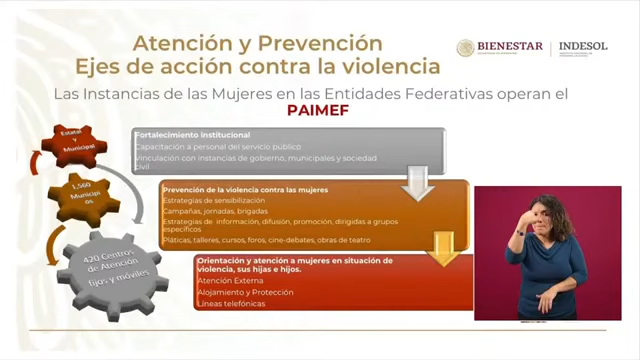 Atención y Prevención
Ejes de acción contra la violencia
BIENESTAR
INDESOL
Las Instancias de las Mujeres en las Entidades Federativas operan el
PAIMEF
Estatal
y
Municipal
Fortalecimiento institucional
Capacitación a personal del servicio público
Vinculación con instancias de gobierno, municipales y sociedad
civil
1,560
Municipi
os
Prevención de la violencia contra las mujeres
Estrategias de sensibilización
Campañas, jornadas, brigadas
Estrategias de información, difusión, promoción, dirigidas a grupos
específicos
Pláticas, talleres, cursos, foros, cine-debates, obras de teatro
420 Centros
de Atención
fijos y móviles
Orientación y atención a mujeres en situación de
violencia, sus hijas e hijos.
Atención Externa
Alojamiento y Protección
Líneas telefónicas